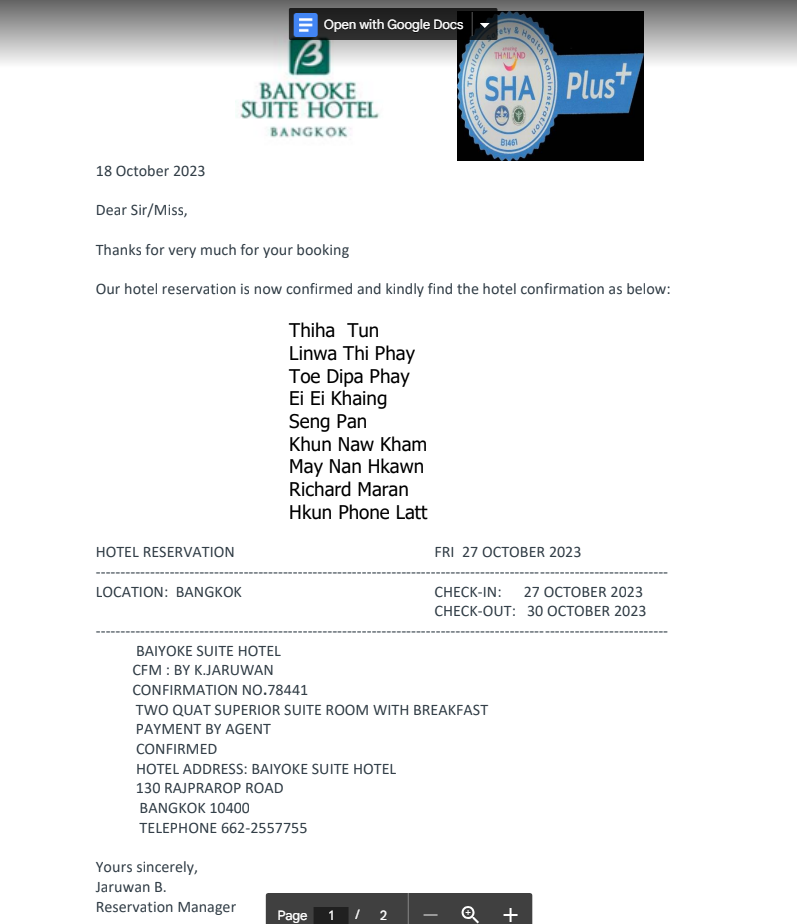 Open with Google Docs
BAIYOKE
SUITE HOTEL
BANGKOK
Amazing Thailand Safety & Health Administration
amazing
THAILAND
SHA
Plus+
B1461
18 October 2023
Dear Sir/Miss,
Thanks for very much for your booking
Our hotel reservation is now confirmed and kindly find the hotel confirmation as below:
Thiha  Tun
Linwa Thi Phay
Toe Dipa Phay
Ei Ei Khaing
Seng Pan
Khun Naw Kham
May Nan Hkawn
Richard Maran
Hkun Phone Latt
HOTEL RESERVATION FRI  27 OCTOBER 2023
LOCATION:  BANGKOK CHECK-IN:  27 OCTOBER 2023
CHECK-OUT:  30 OCTOBER 2023
BAIYOKE SUITE HOTEL
CFM : BY K.JARUWAN
CONFIRMATION NO.78441
TWO QUAT SUPERIOR SUITE ROOM WITH BREAKFAST
PAYMENT BY AGENT
CONFIRMED
HOTEL ADDRESS: BAIYOKE SUITE HOTEL
130 RAJPRAROP ROAD
BANGKOK 10400
TELEPHONE 662-2557755
Yours sincerely,
Jaruwan B.
Reservation Manager
Page 1 / 2